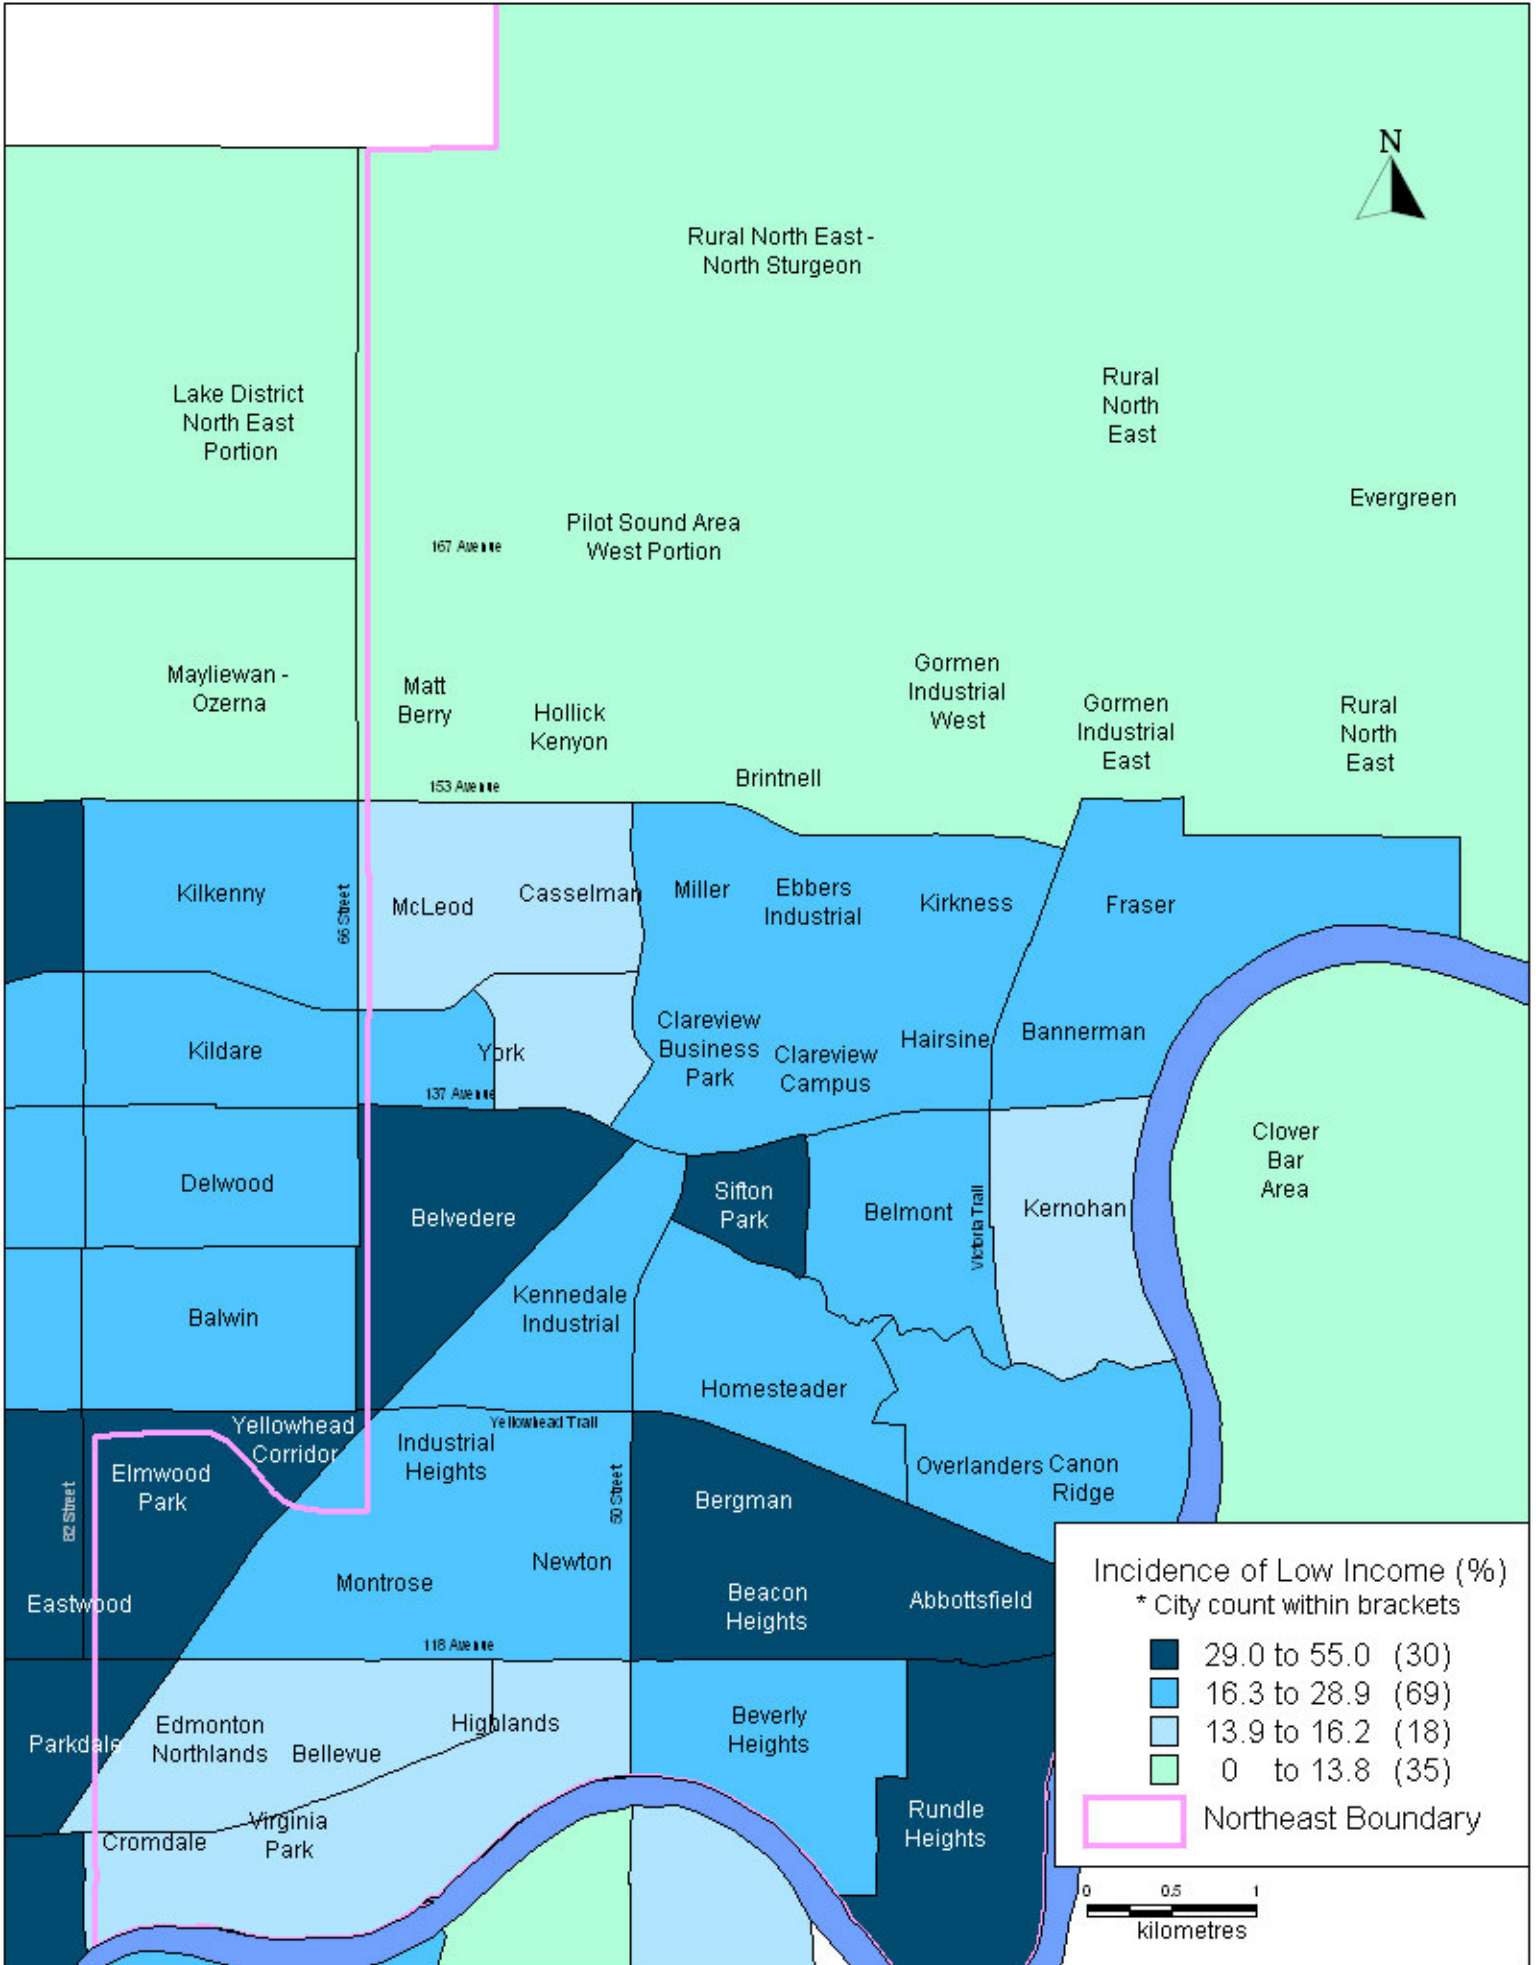 N
Rural North East -
North Sturgeon
Lake District
North East
Portion
Rural
North
East
Evergreen
Pilot Sound Area
West Portion
167 Avenue
Mayliewan -
Ozerna
Matt
Berry
Hollick
Kenyon
Gormen
Industrial
West
Gormen
Industrial
East
Rural
North
East
Brintnell
153 Avenue
Kilkenny
66 Street
McLeod
Casselman
Miller
Ebbers
Industrial
Kirkness
Fraser
Kildare
York
Clareview
Business
Park
Clareview
Campus
Hairsine
Bannerman
137 Avenue
Delwood
Belvedere
Sifton
Park
Belmont
Victoria Trail
Kernohan
Clover
Bar
Area
Balwin
Kennedale
Industrial
Homesteader
Yellowhead
Corridor
Yellowhead Trail
Industrial
Heights
Elmwood
Park
82 Street
50 Street
Bergman
Overlanders
Canon
Ridge
Eastwood
Montrose
Newton
Beacon
Heights
Abbottsfield
118 Avenue
Parkdale
Edmonton
Northlands
Bellevue
Highlands
Beverly
Heights
Cromdale
Virginia
Park
Rundle
Heights
Incidence of Low Income (%)
* City count within brackets
29.0 to 55.0 (30)
16.3 to 28.9 (69)
13.9 to 16.2 (18)
0 to 13.8 (35)
Northeast Boundary
0 0.5 1
kilometres